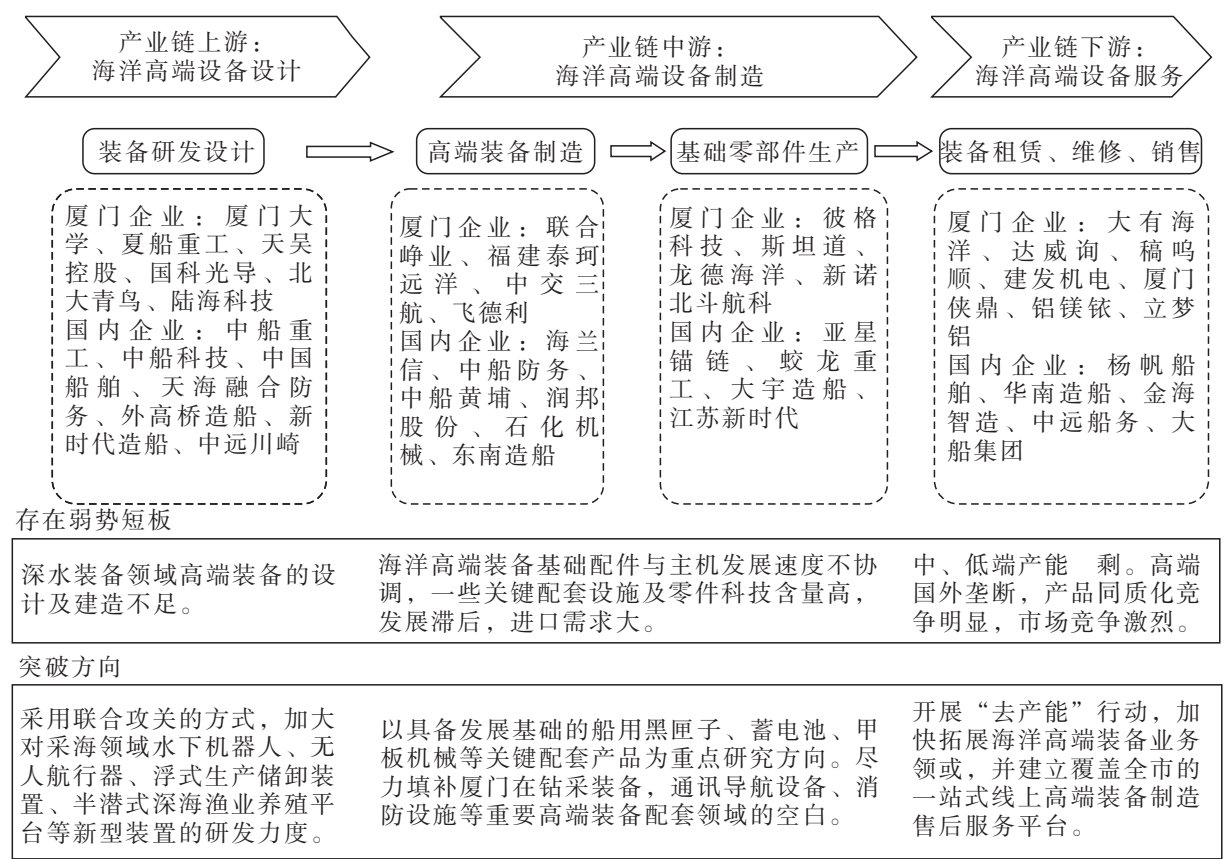 产业链上游：
海洋高端设备设计
产业链中游：
海洋高端设备制造
产业链下游：
海洋高端设备服务
装备研发设计
高端装备制造
基础零部件生产
装备租赁、维修、销售
厦门企业：厦门大
学、夏船重工、天吴
控股、国科光导、北
大青鸟、陆海科技
国内企业：中船重
工、中船科技、中国
船舶、天海融合防
务、外高桥造船、新
时代造船、中远川崎
厦门企业：联合
峥业、福建泰珂
远洋、中交三
航、飞德利
国内企业：海兰
信、中船防务、
中船黄埔、润邦
股份、石化机
械、东南造船
厦门企业：彼格
科技、斯坦道、
龙德海洋、新诺
北斗航科
国内企业：亚星
锚链、蛟龙重
工、大宇造船、
江苏新时代
厦门企业：大有海
洋、达威询、稿鸣
顺、建发机电、厦门
侠鼎、铝镁铱、立梦
铝
国内企业：杨帆船
舶、华南造船、金海
智造、中远船务、大
船集团
存在弱势短板
深水装备领域高端装备的设
计及建造不足。
海洋高端装备基础配件与主机发展速度不协
调，一些关键配套设施及零件科技含量高，
发展滞后，进口需求大。
中、低端产能 剩。高端
国外垄断，产品同质化竞
争明显，市场竞争激烈。
突破方向
采用联合攻关的方式，加大
对采海领域水下机器人、无
人航行器、浮式生产储卸装
置、半潜式深海渔业养殖平
台等新型装置的研发力度。
以具备发展基础的船用黑匣子、蓄电池、甲
板机械等关键配套产品为重点研究方向。尽
力填补厦门在钻采装备，通讯导航设备、消
防设施等重要高端装备配套领域的空白。
开展“去产能”行动，加
快拓展海洋高端装备业务
领或，并建立覆盖全市的
一站式线上高端装备制造
售后服务平台。